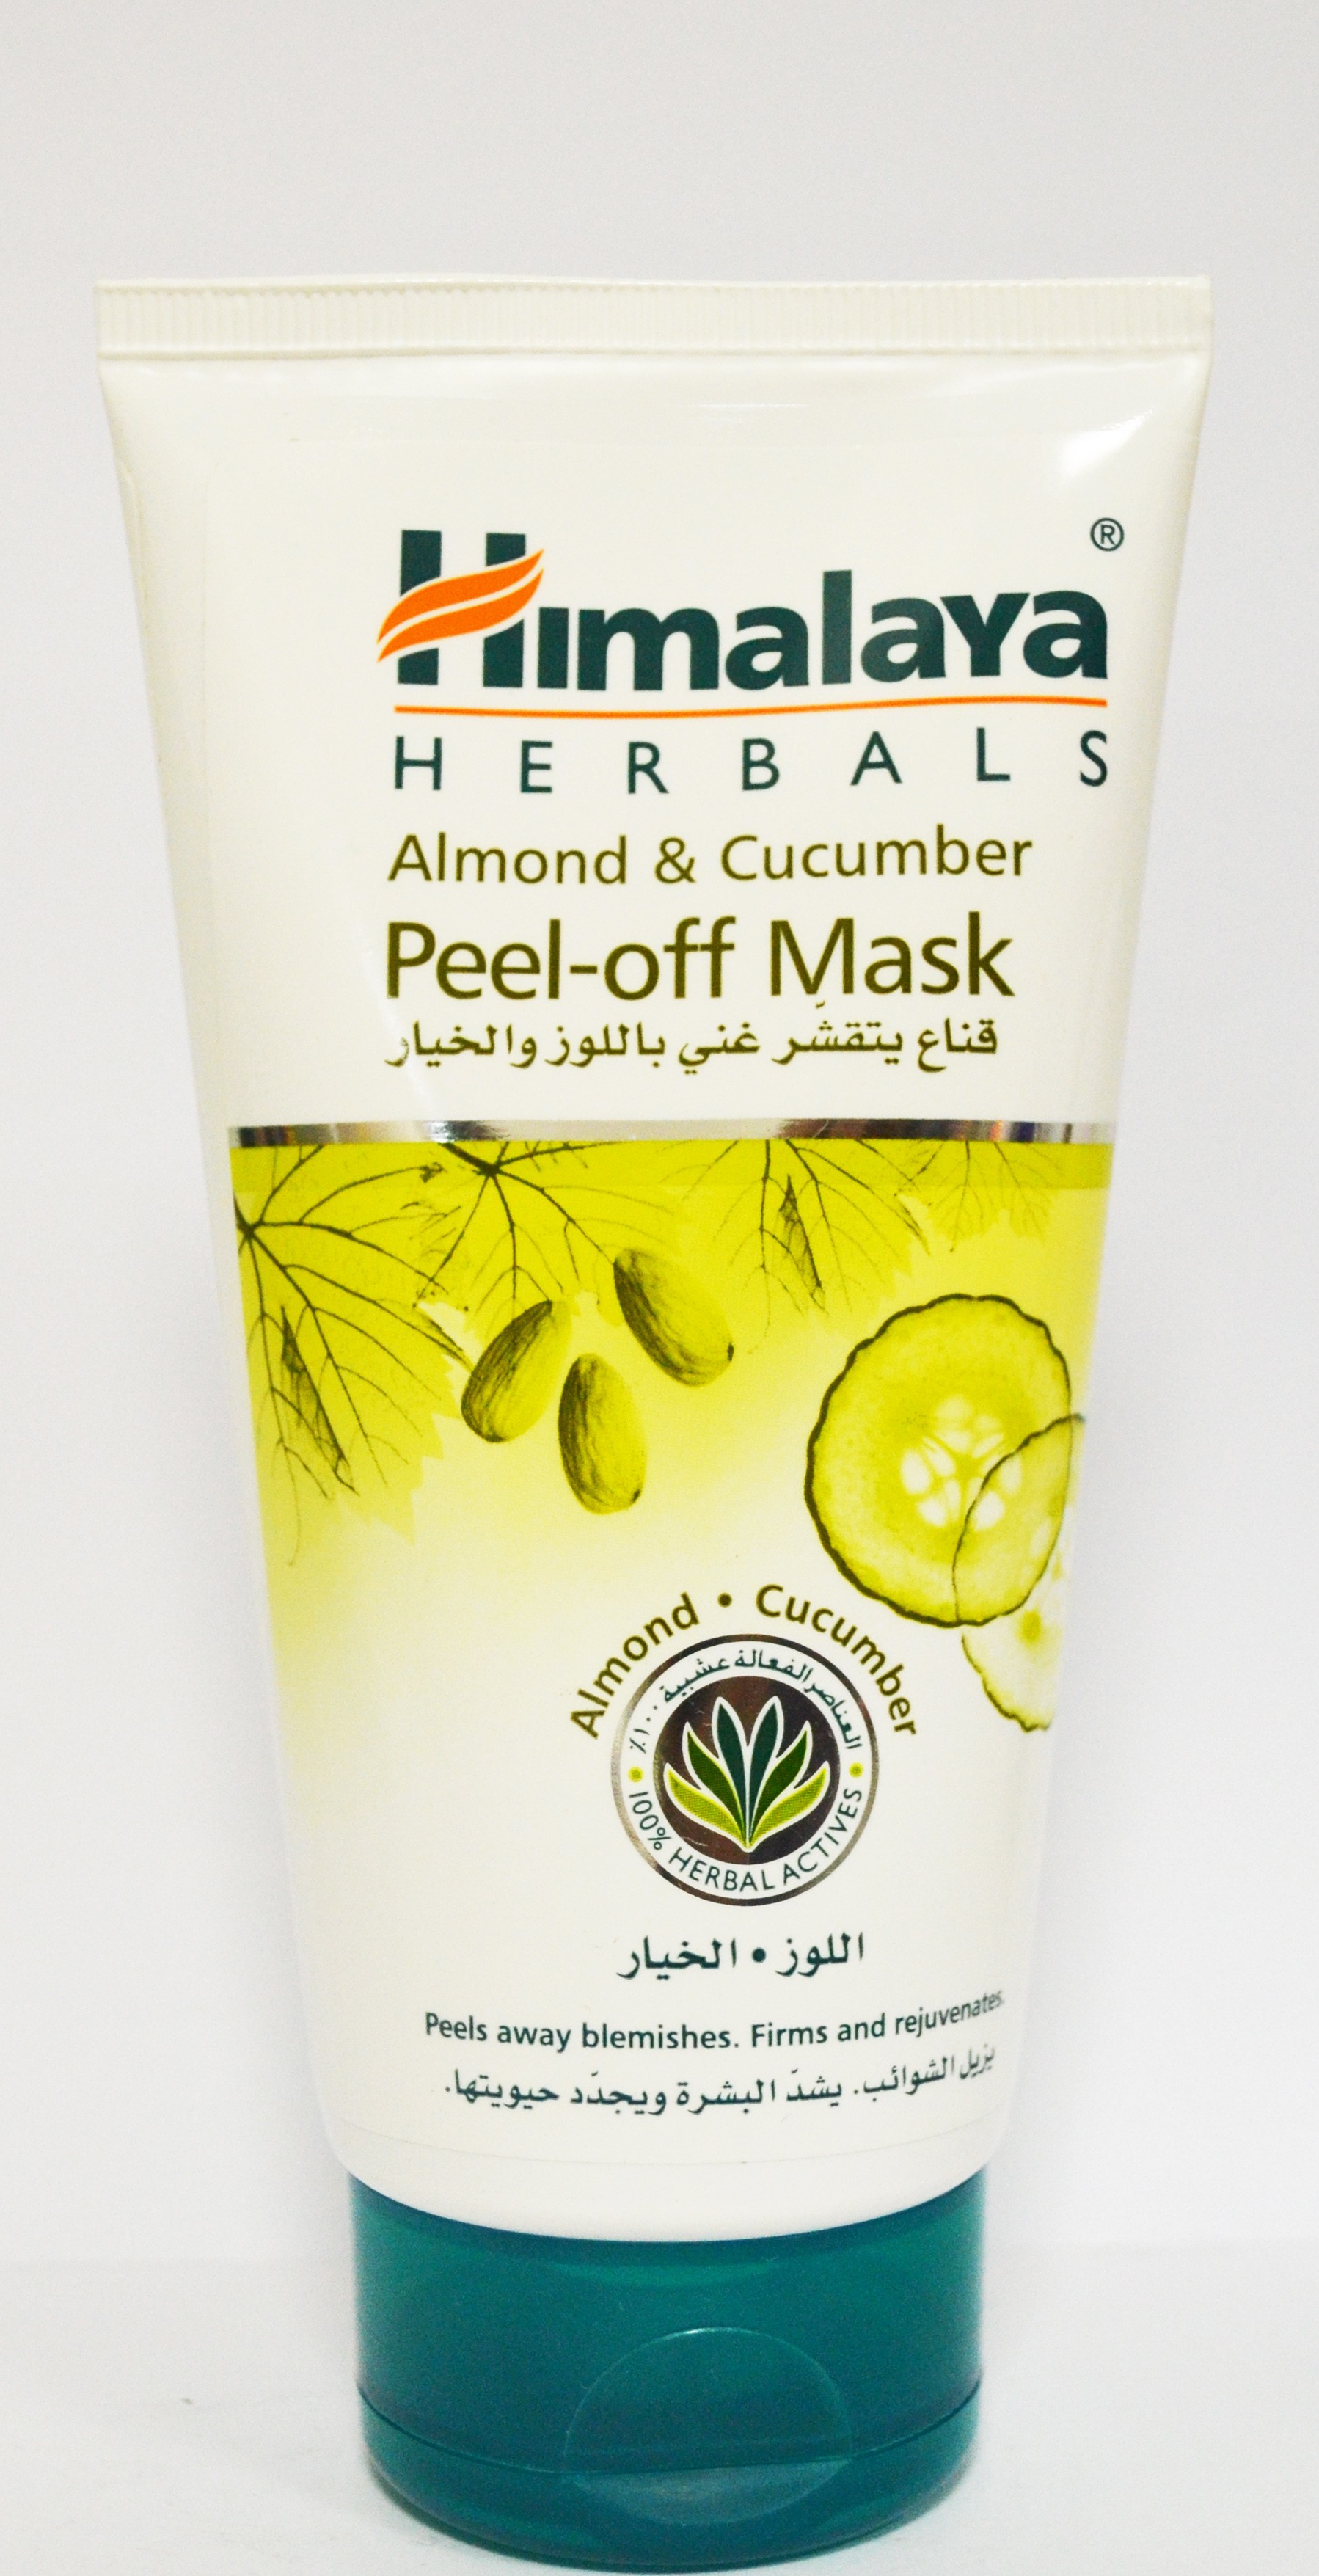 Himalaya®
HERBALS
Almond & Cucumber
Peel-off Mask
قناع يتقشّر غني باللوز والخيار
Almond • Cucumber
العناصر الفعالة عشبية ١٠٠٪
• 100% HERBAL ACTIVES •
اللوز • الخيار
Peels away blemishes. Firms and rejuvenates.
يزيل الشوائب. يشدّ البشرة ويجدّد حيويتها.